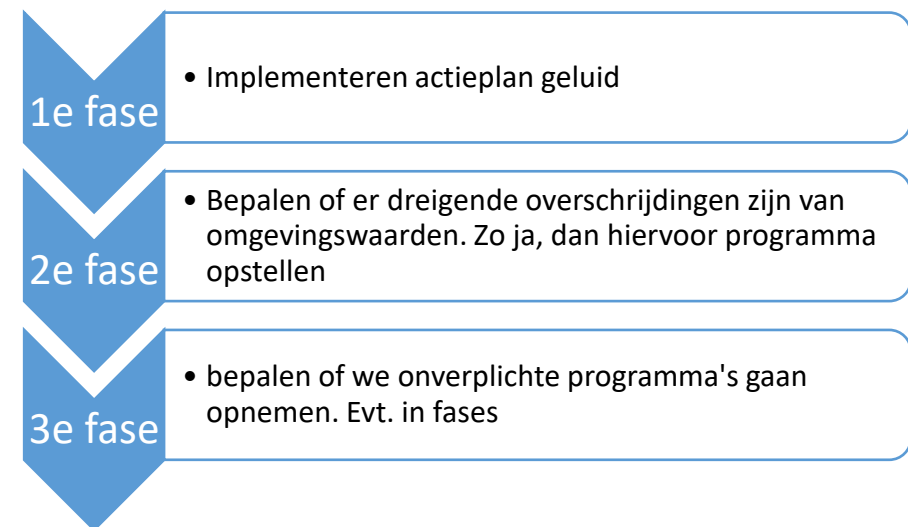 1e fase
• Implementeren actieplan geluid
2e fase
• Bepalen of er dreigende overschrijdingen zijn van
omgevingswaarden. Zo ja, dan hiervoor programma
opstellen
3e fase
• bepalen of we onverplichte programma's gaan
opnemen. Evt. in fases